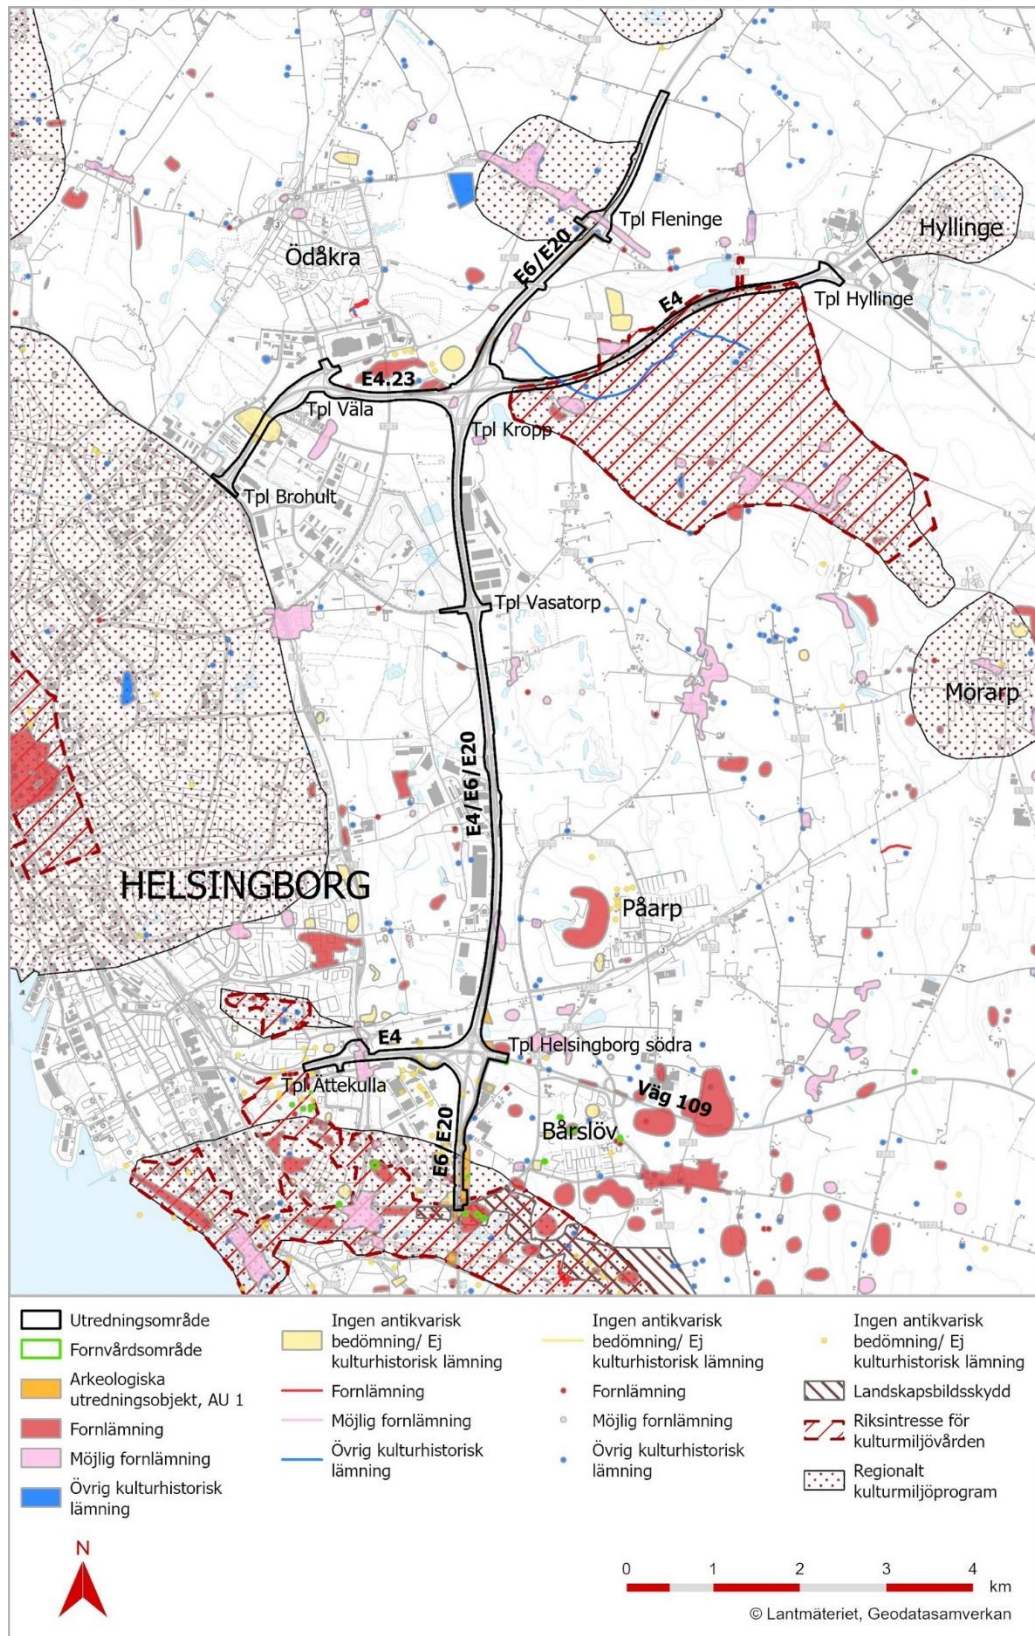 Tpl Fleninge
Hyllinge
Ödåkra
E6/E20
E4
Tpl Hyllinge
E4.23
Tpl Väla
Tpl Kropp
Tpl Brohult
Tpl Vasatorp
Mörarp
E4/E6/E20
HELSINGBORG
Påarp
E4
Tpl Helsingborg södra
Tpl Ättekulla
Väg 109
E6/E20
Bårslöv
Utredningsområde
Fornvårdsområde
Arkeologiska
utredningsobjekt, AU 1
Fornlämning
Möjlig fornlämning
Övrig kulturhistorisk
lämning
Ingen antikvarisk
bedömning/ Ej
kulturhistorisk lämning
Fornlämning
Möjlig fornlämning
Övrig kulturhistorisk
lämning
Ingen antikvarisk
bedömning/ Ej
kulturhistorisk lämning
Fornlämning
Möjlig fornlämning
Övrig kulturhistorisk
lämning
Ingen antikvarisk
bedömning/ Ej
kulturhistorisk lämning
Landskapsbildsskydd
Riksintresse för
kulturmiljövården
Regionalt
kulturmiljöprogram
N
0 1 2 3 4
km
© Lantmäteriet, Geodatasamverkan